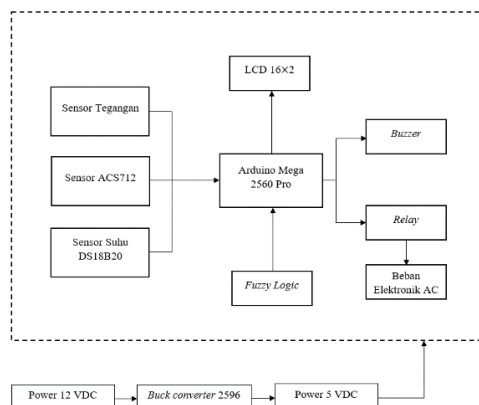 LCD 16×2
Sensor Tegangan
Buzzer
Sensor ACS712
Arduino Mega
2560 Pro
Relay
Sensor Suhu
DS18B20
Fuzzy Logic
Beban
Elektronik AC
Power 12 VDC
Buck converter 2596
Power 5 VDC